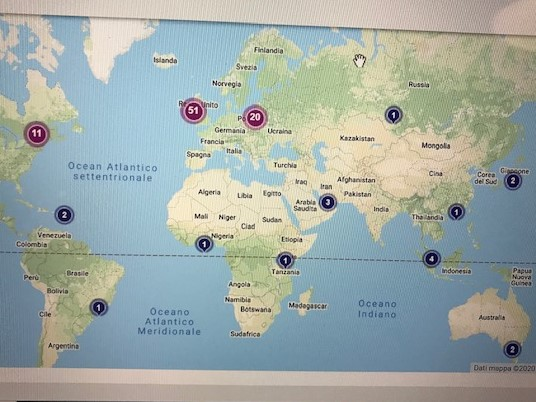 Islanda
Finlandia
Svezia
Norvegia
Russia
51
20
11
1
Germania
Ucraina
Francia
Italia
Spagna
Kazakistan
Mongolia
Ocean Atlantico
settentrionale
Turchia
Iraq
Iran
Afghanistan
Pakistan
Cina
Corea
del Sud
Giappone
2
Algeria
Libia
Egitto
Arabia
Saudita
3
India
Mali
Niger
Ciad
Sudan
Thailandia
1
2
Venezuela
Colombia
1
Nigeria
Etiopia
1
Tanzania
4
Indonesia
Papua
Nuova
Guinea
Perù
Brasile
Bolivia
Angola
Namibia
Botswana
Madagascar
Oceano
Indiano
1
Cile
Oceano
Atlantico
Meridionale
Sudafrica
Australia
Argentina
2
Dati mappa ©2020